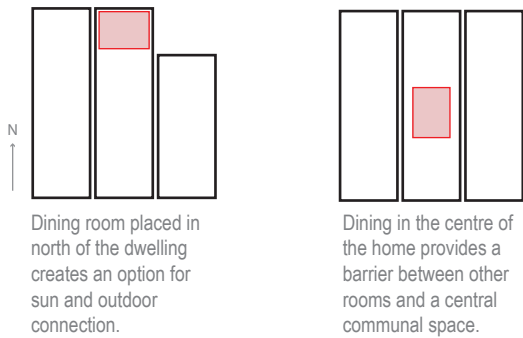 N
Dining room placed in
north of the dwelling
creates an option for
sun and outdoor
connection.
Dining in the centre of
the home provides a
barrier between other
rooms and a central
communal space.